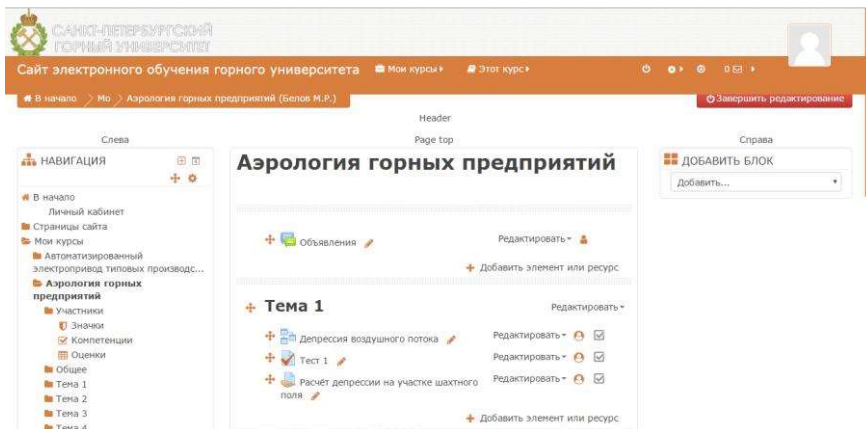 САНКТ-ПЕТЕРБУРГСКИЙ
ГОРНЫЙ УНИВЕРСИТЕТ
Сайт электронного обучения горного университета Мои курсы Этот курс 0
В начало Мо Аэрология горных предприятий (Белов М.Р.) Завершить редактирование
Header
Слева Page top Справа
НАВИГАЦИЯ
В начало
Личный кабинет
Страницы сайта
Мои курсы
Автоматизированный
электропривод типовых производс...
Аэрология горных
предприятий
Участники
Значки
Компетенции
Оценки
Общее
Тема 1
Тема 2
Тема 3
Тема 4
Аэрология горных предприятий
Объявления Редактировать
Добавить элемент или ресурс
Тема 1 Редактировать
Депрессия воздушного потока Редактировать
Тест 1 Редактировать
Расчёт депрессии на участке шахтного Редактировать
поля
Добавить элемент или ресурс
ДОБАВИТЬ БЛОК
Добавить...